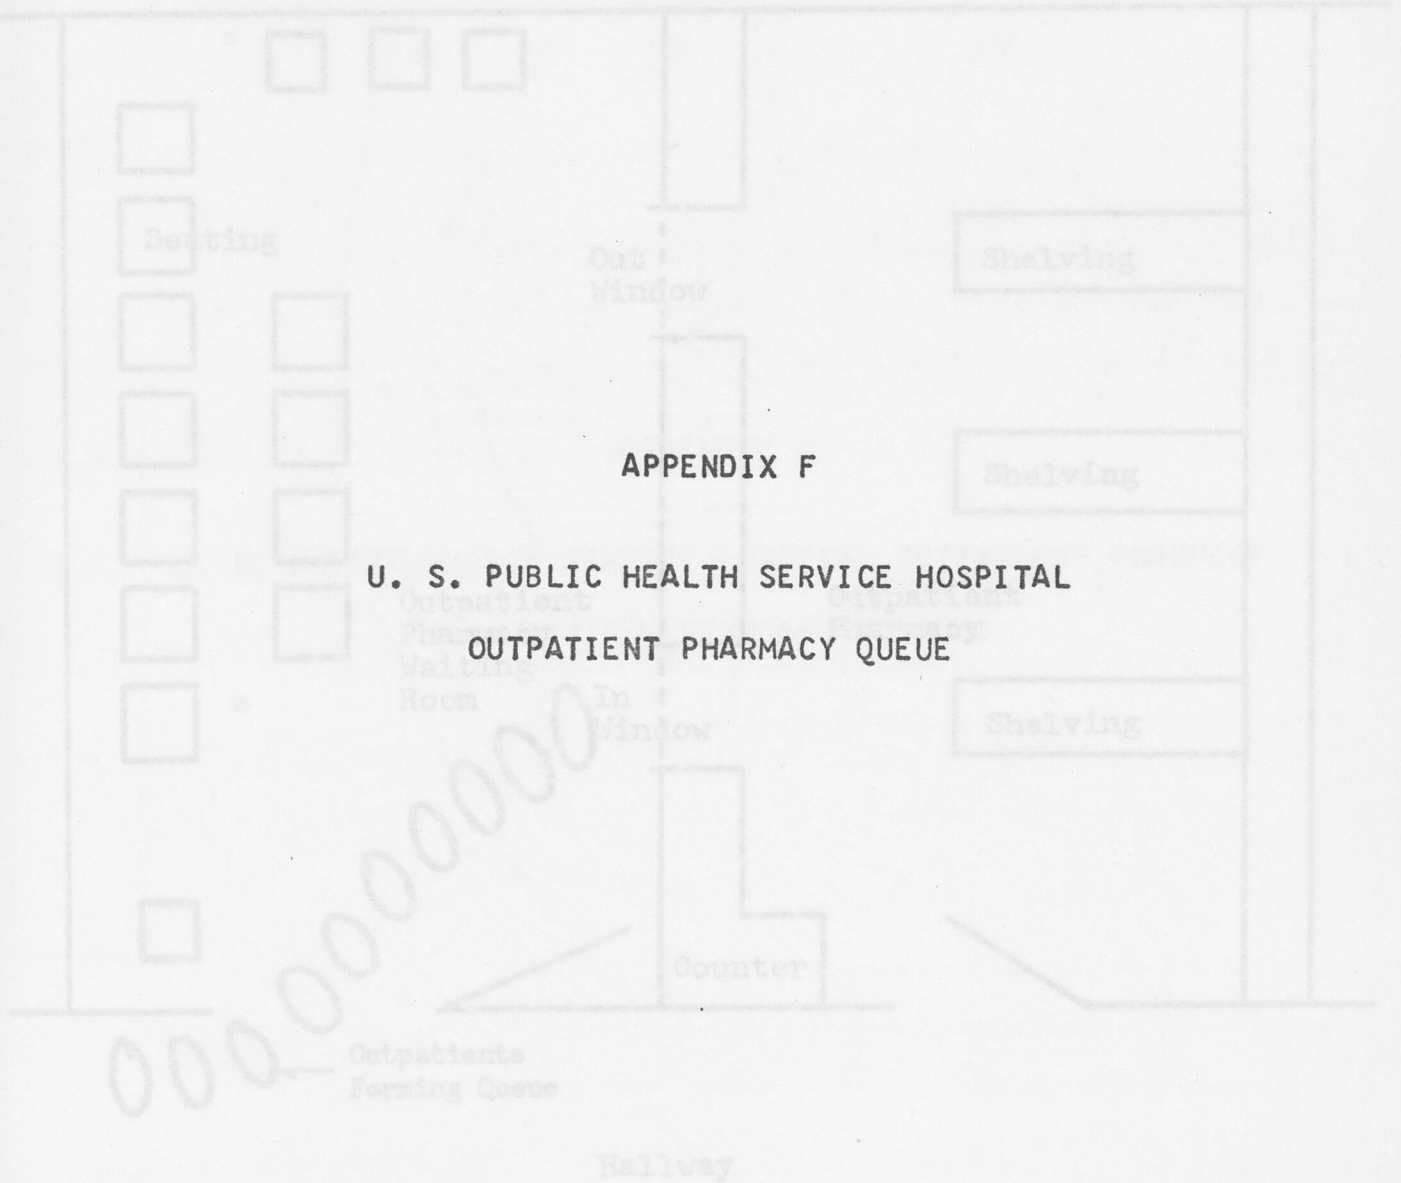 Seating
Out
Window
Shelving
APPENDIX F
Shelving
U. S. PUBLIC HEALTH SERVICE HOSPITAL
Outpatient
Pharmacy
Waiting
Room
Outpatient
Pharmacy
OUTPATIENT PHARMACY QUEUE
In
Window
Shelving
Counter
Outpatients
Forming Queue
Hallway